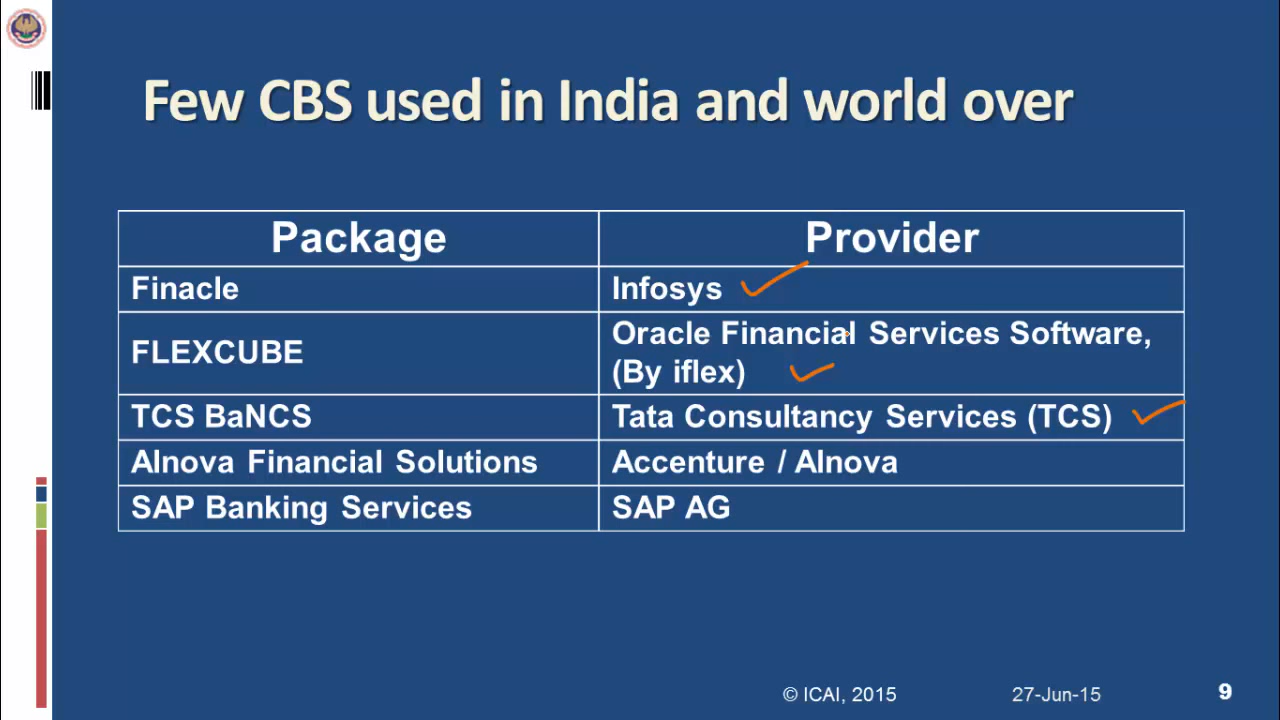 Few CBS used in India and world over
Package
Provider
Finacle
Infosys
FLEXCUBE
Oracle Financial Services Software,
(By iflex)
TCS BaNCS
Tata Consultancy Services (TCS)
Alnova Financial Solutions
Accenture / Alnova
SAP Banking Services
SAP AG
© ICAI, 2015
27-Jun-15
9